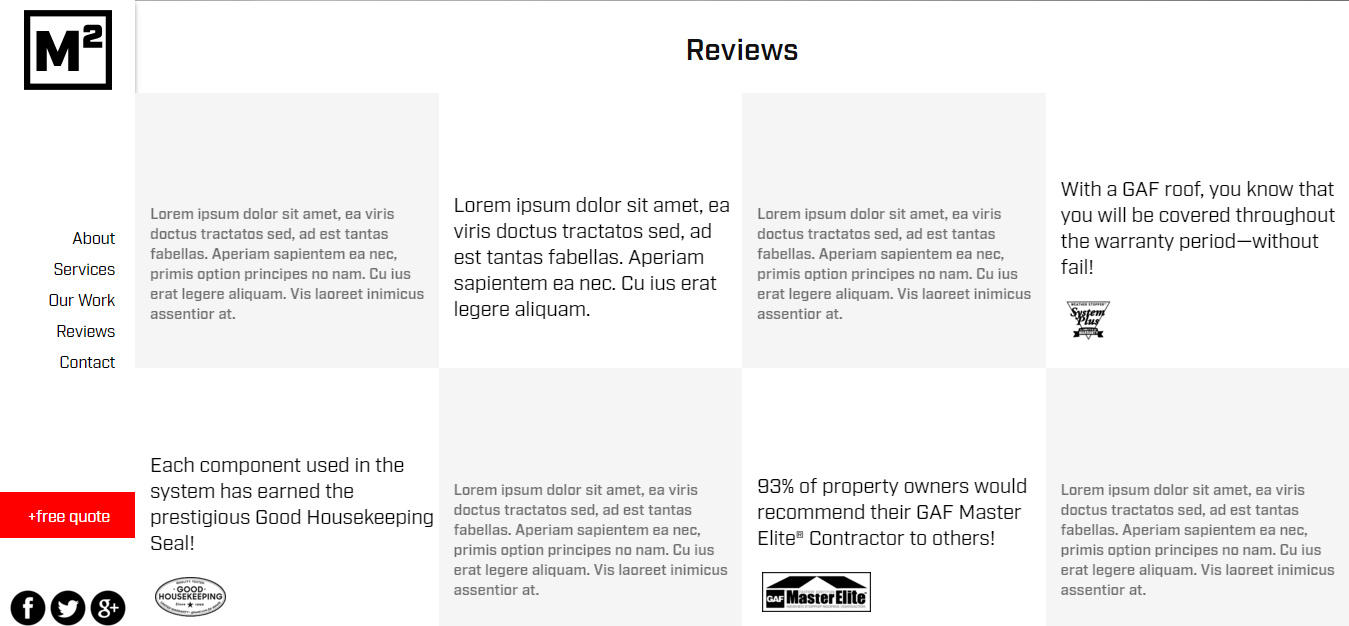 M²
Reviews
About
Services
Our Work
Reviews
Contact
+free quote
f
g+
Lorem ipsum dolor sit amet, ea viris
doctus tractatos sed, ad est tantas
fabellas. Aperiam sapientem ea nec,
primis option principes no nam. Cu ius
erat legere aliquam. Vis laoreet inimicus
assentior at.
Lorem ipsum dolor sit amet, ea
viris doctus tractatos sed, ad
est tantas fabellas. Aperiam
sapientem ea nec. Cu ius erat
legere aliquam.
Lorem ipsum dolor sit amet, ea viris
doctus tractatos sed, ad est tantas
fabellas. Aperiam sapientem ea nec,
primis option principes no nam. Cu ius
erat legere aliquam. Vis laoreet inimicus
assentior at.
With a GAF roof, you know that
you will be covered throughout
the warranty period—without
fail!
WEATHER STOPPER
System
Plus
WARRANTY
Each component used in the
system has earned the
prestigious Good Housekeeping
Seal!
GOOD
HOUSEKEEPING
Lorem ipsum dolor sit amet, ea viris
doctus tractatos sed, ad est tantas
fabellas. Aperiam sapientem ea nec,
primis option principes no nam. Cu ius
erat legere aliquam. Vis laoreet inimicus
assentior at.
93% of property owners would
recommend their GAF Master
Elite® Contractor to others!
GAF MasterElite
Lorem ipsum dolor sit amet, ea viris
doctus tractatos sed, ad est tantas
fabellas. Aperiam sapientem ea nec,
primis option principes no nam. Cu ius
erat legere aliquam. Vis laoreet inimicus
assentior at.